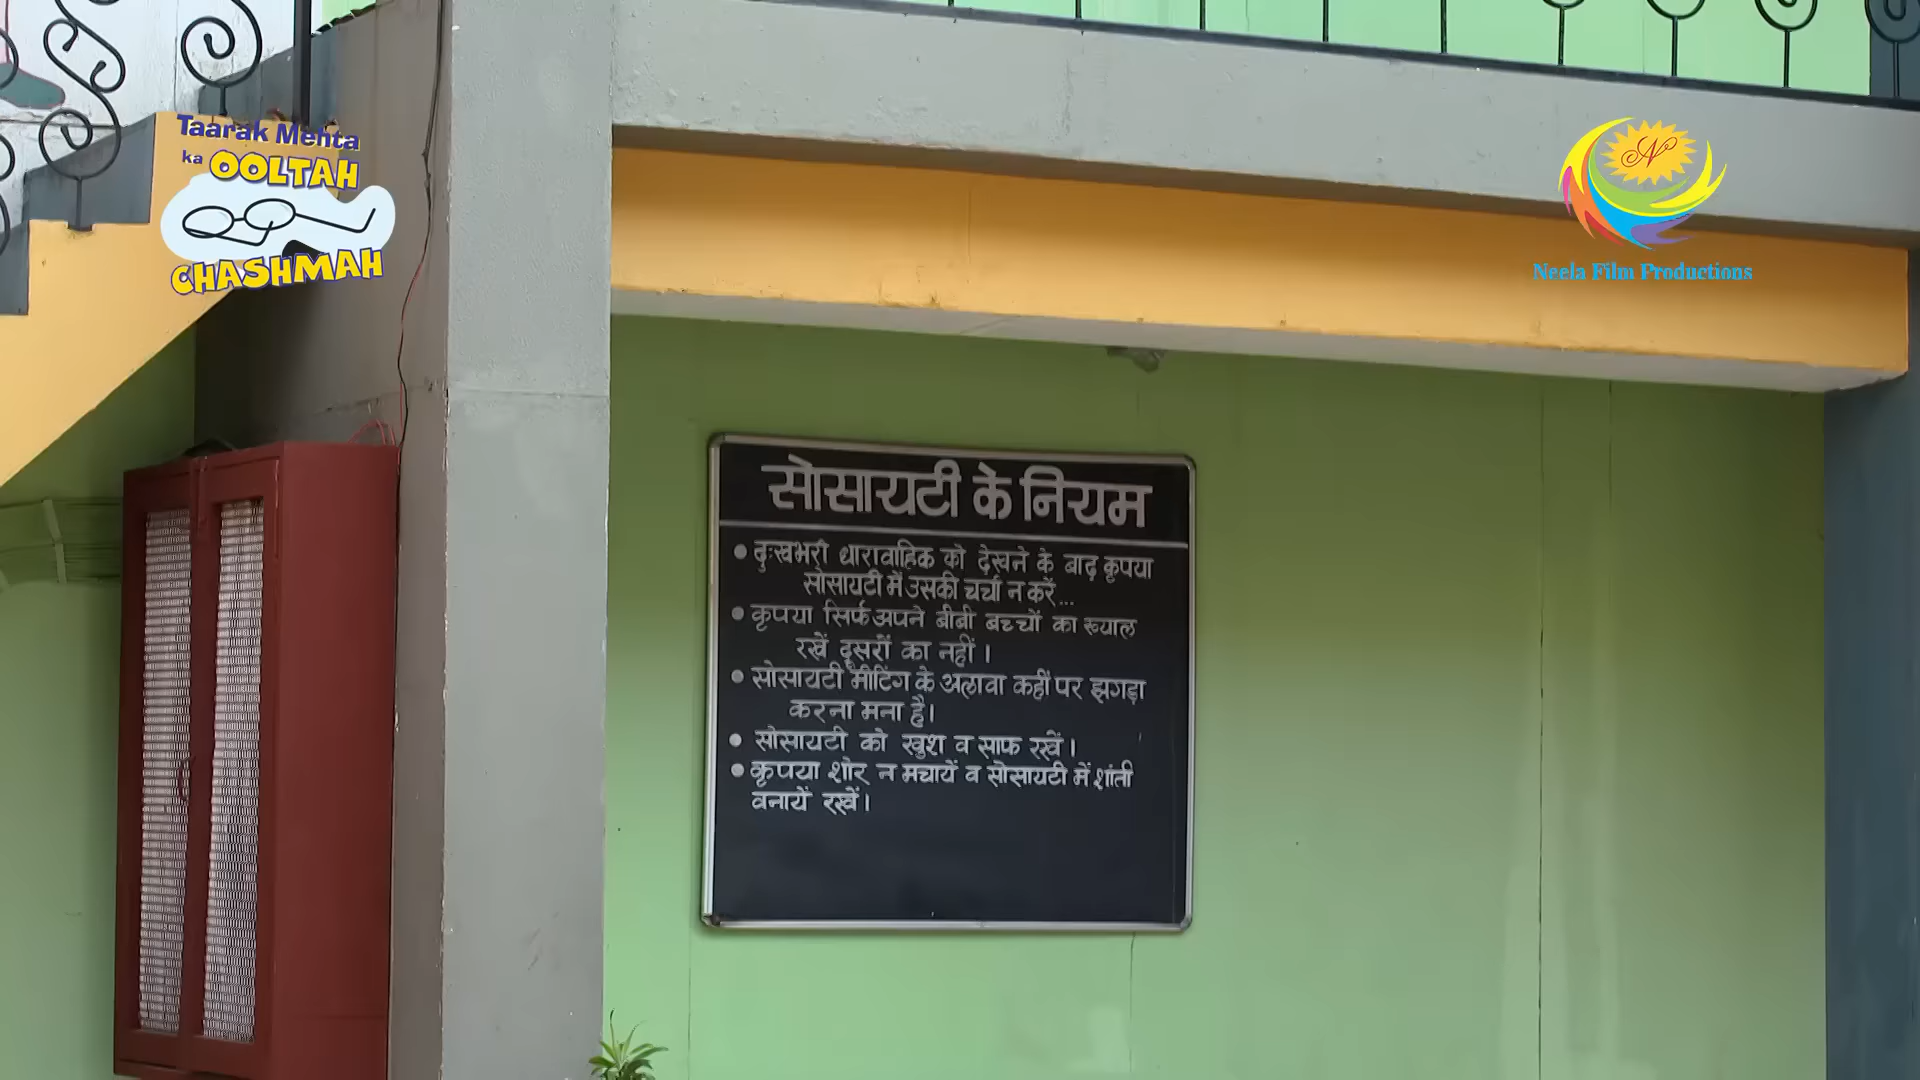 Taarak Mehta
ka OOLTAH
CHASHMAH
Neela Film Productions
सोसायटी के नियम
• दुःखभरी धारावाहिक को देखने के बाद कृपया
सोसायटी में उसकी चर्चा न करें...
• कृपया सिर्फ अपने बीबी बच्चों का ख्याल
रखें दूसरों का नहीं।
• सोसायटी मीटिंग के अलावा कहीं पर झगड़ा
करना मना है।
• सोसायटी को खुश व साफ रखें।
• कृपया शोर न मचायें व सोसायटी में शांती
बनायें रखें।